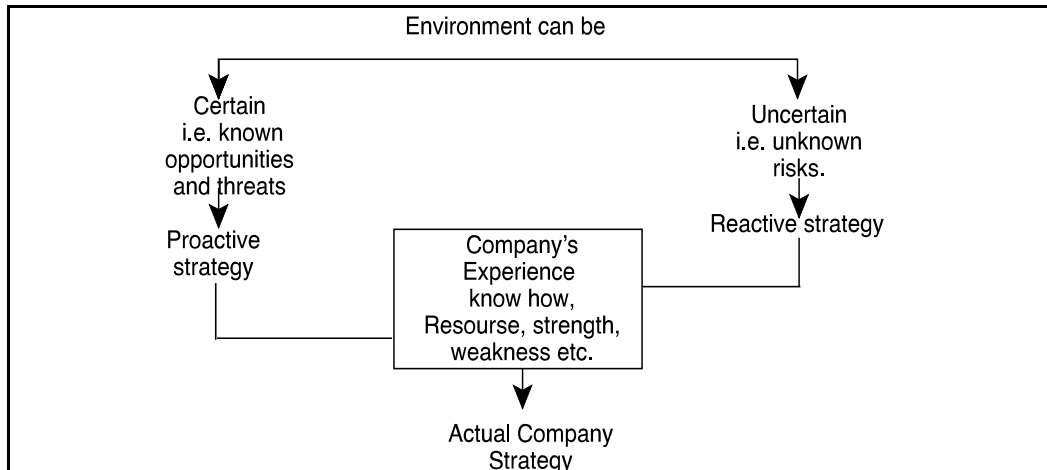 Environment can be
Certain
i.e. known
opportunities
and threats
Uncertain
i.e. unknown
risks.
Proactive
strategy
Reactive strategy
Company's
Experience
know how,
Resourse, strength,
weakness etc.
Actual Company
Strategy